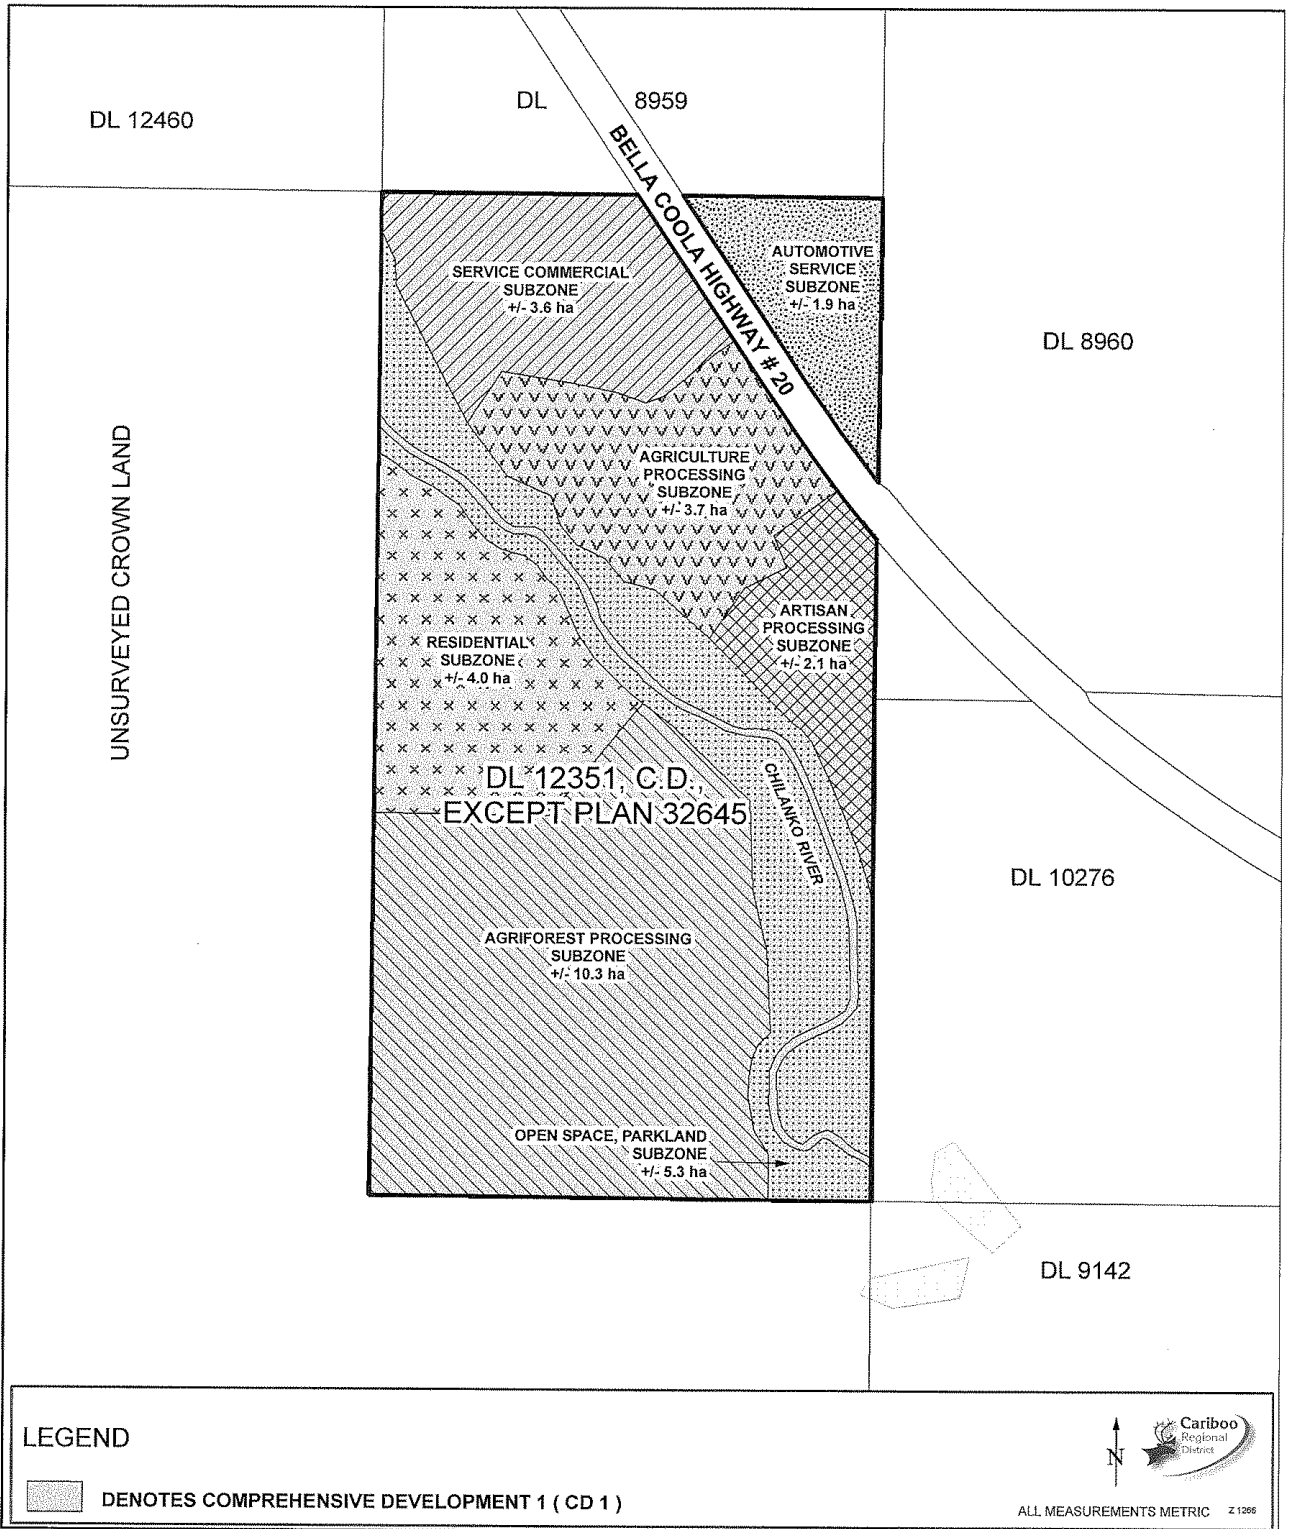 DL 12460
DL 8959
BELLA COOLA HIGHWAY # 20
AUTOMOTIVE
SERVICE
SUBZONE
+/- 1.9 ha
SERVICE COMMERCIAL
SUBZONE
+/- 3.6 ha
DL 8960
UNSURVEYED CROWN LAND
AGRICULTURE
PROCESSING
SUBZONE
+/- 3.7 ha
ARTISAN
PROCESSING
SUBZONE
+/- 2.1 ha
RESIDENTIAL
SUBZONE
+/- 4.0 ha
DL 12351, C.D.,
EXCEPT PLAN 32645
CHILANKO RIVER
DL 10276
AGRIFOREST PROCESSING
SUBZONE
+/- 10.3 ha
OPEN SPACE, PARKLAND
SUBZONE
+/- 5.3 ha
DL 9142
LEGEND
DENOTES COMPREHENSIVE DEVELOPMENT 1 ( CD 1 )
N
Cariboo
Regional
District
ALL MEASUREMENTS METRIC Z 1266